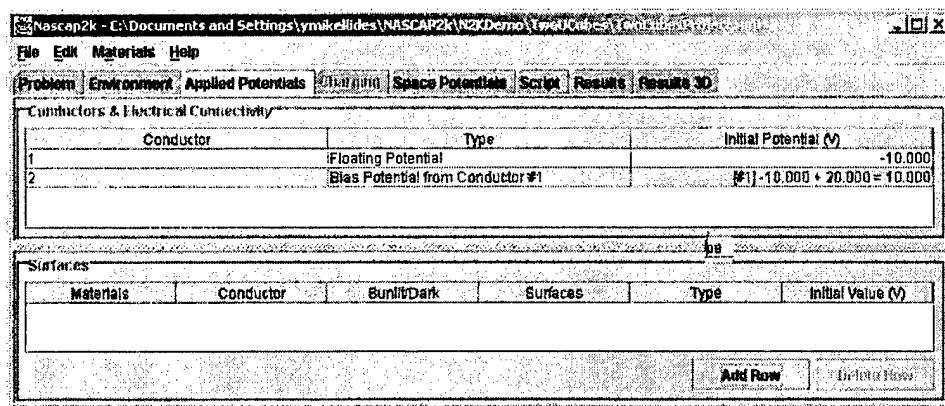 Nascap2k - C:\Documents and Settings\ymikellides\NASCAP2k\N2KDemo\TwoUCubes\
File Edit Materials Help
Problem Environment Applied Potentials Charging Space Potentials Script Results Results 3D
Conductors & Electrical Connectivity
Conductor Type Initial Potential (V)
1 Floating Potential -10.000
2 Bias Potential from Conductor #1 [#1] -10.000 + 20.000 = 10.000
pe
Surfaces
Materials Conductor Sunlit/Dark Surfaces Type Initial Value (V)
Add Row Delete Row